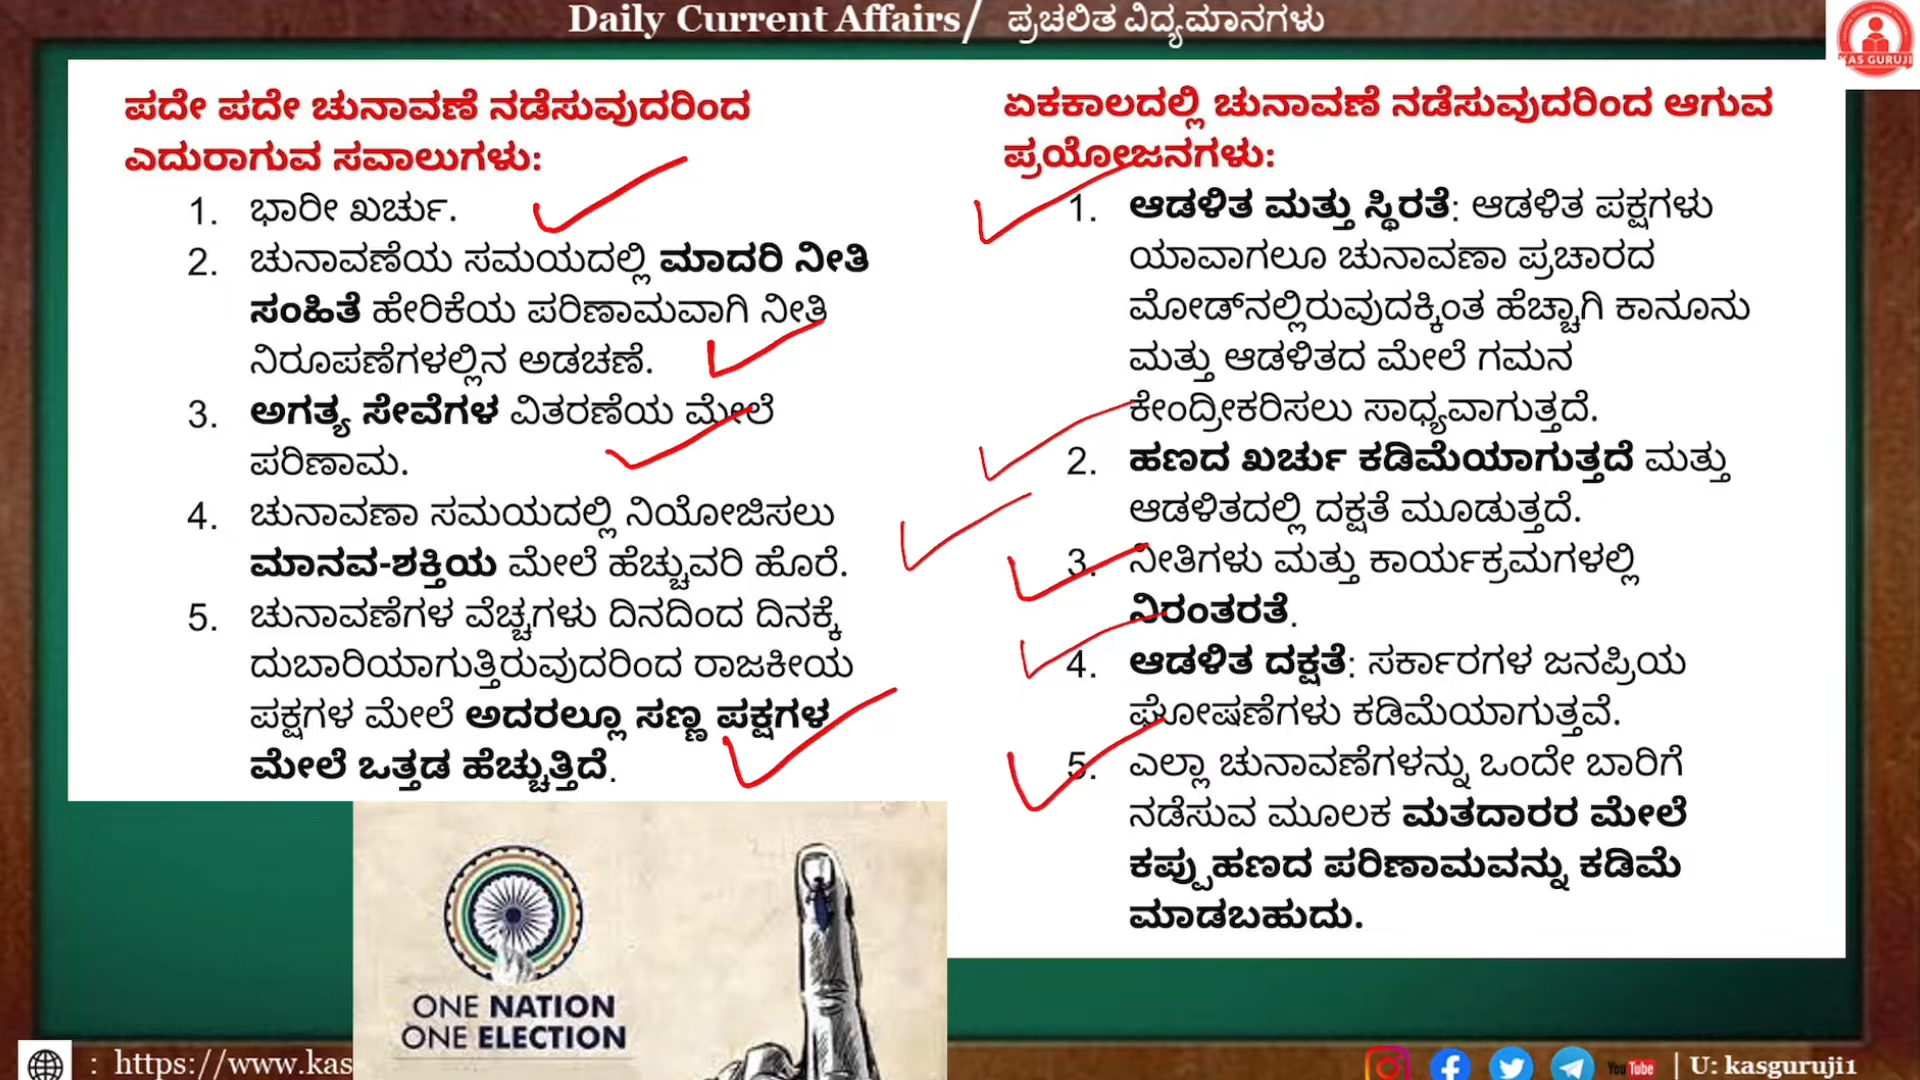 Daily Current Affairs/ ಪ್ರಚಲಿತ ವಿದ್ಯಮಾನಗಳು
KAS GURUJI
ಪದೇ ಪದೇ ಚುನಾವಣೆ ನಡೆಸುವುದರಿಂದ
ಎದುರಾಗುವ ಸವಾಲುಗಳು:
1. ಭಾರೀ ಖರ್ಚು.
2. ಚುನಾವಣೆಯ ಸಮಯದಲ್ಲಿ ಮಾದರಿ ನೀತಿ
ಸಂಹಿತೆ ಹೇರಿಕೆಯ ಪರಿಣಾಮವಾಗಿ ನೀತಿ
ನಿರೂಪಣೆಗಳಲ್ಲಿನ ಅಡಚಣೆ.
3. ಅಗತ್ಯ ಸೇವೆಗಳ ವಿತರಣೆಯ ಮೇಲೆ
ಪರಿಣಾಮ.
4. ಚುನಾವಣಾ ಸಮಯದಲ್ಲಿ ನಿಯೋಜಿಸಲು
ಮಾನವ-ಶಕ್ತಿಯ ಮೇಲೆ ಹೆಚ್ಚುವರಿ ಹೊರೆ.
5. ಚುನಾವಣೆಗಳ ವೆಚ್ಚಗಳು ದಿನದಿಂದ ದಿನಕ್ಕೆ
ದುಬಾರಿಯಾಗುತ್ತಿರುವುದರಿಂದ ರಾಜಕೀಯ
ಪಕ್ಷಗಳ ಮೇಲೆ ಅದರಲ್ಲೂ ಸಣ್ಣ ಪಕ್ಷಗಳ
ಮೇಲೆ ಒತ್ತಡ ಹೆಚ್ಚುತ್ತಿದೆ.
ಏಕಕಾಲದಲ್ಲಿ ಚುನಾವಣೆ ನಡೆಸುವುದರಿಂದ ಆಗುವ
ಪ್ರಯೋಜನಗಳು:
1. ಆಡಳಿತ ಮತ್ತು ಸ್ಥಿರತೆ: ಆಡಳಿತ ಪಕ್ಷಗಳು
ಯಾವಾಗಲೂ ಚುನಾವಣಾ ಪ್ರಚಾರದ
ಮೋಡ್‌ನಲ್ಲಿರುವುದಕ್ಕಿಂತ ಹೆಚ್ಚಾಗಿ ಕಾನೂನು
ಮತ್ತು ಆಡಳಿತದ ಮೇಲೆ ಗಮನ
ಕೇಂದ್ರೀಕರಿಸಲು ಸಾಧ್ಯವಾಗುತ್ತದೆ.
2. ಹಣದ ಖರ್ಚು ಕಡಿಮೆಯಾಗುತ್ತದೆ ಮತ್ತು
ಆಡಳಿತದಲ್ಲಿ ದಕ್ಷತೆ ಮೂಡುತ್ತದೆ.
3. ನೀತಿಗಳು ಮತ್ತು ಕಾರ್ಯಕ್ರಮಗಳಲ್ಲಿ
ನಿರಂತರತೆ.
4. ಆಡಳಿತ ದಕ್ಷತೆ: ಸರ್ಕಾರಗಳ ಜನಪ್ರಿಯ
ಘೋಷಣೆಗಳು ಕಡಿಮೆಯಾಗುತ್ತವೆ.
5. ಎಲ್ಲಾ ಚುನಾವಣೆಗಳನ್ನು ಒಂದೇ ಬಾರಿಗೆ
ನಡೆಸುವ ಮೂಲಕ ಮತದಾರರ ಮೇಲೆ
ಕಪ್ಪುಹಣದ ಪರಿಣಾಮವನ್ನು ಕಡಿಮೆ
ಮಾಡಬಹುದು.
ONE NATION
ONE ELECTION
: https://www.kas
YouTube | U: kasguruji1